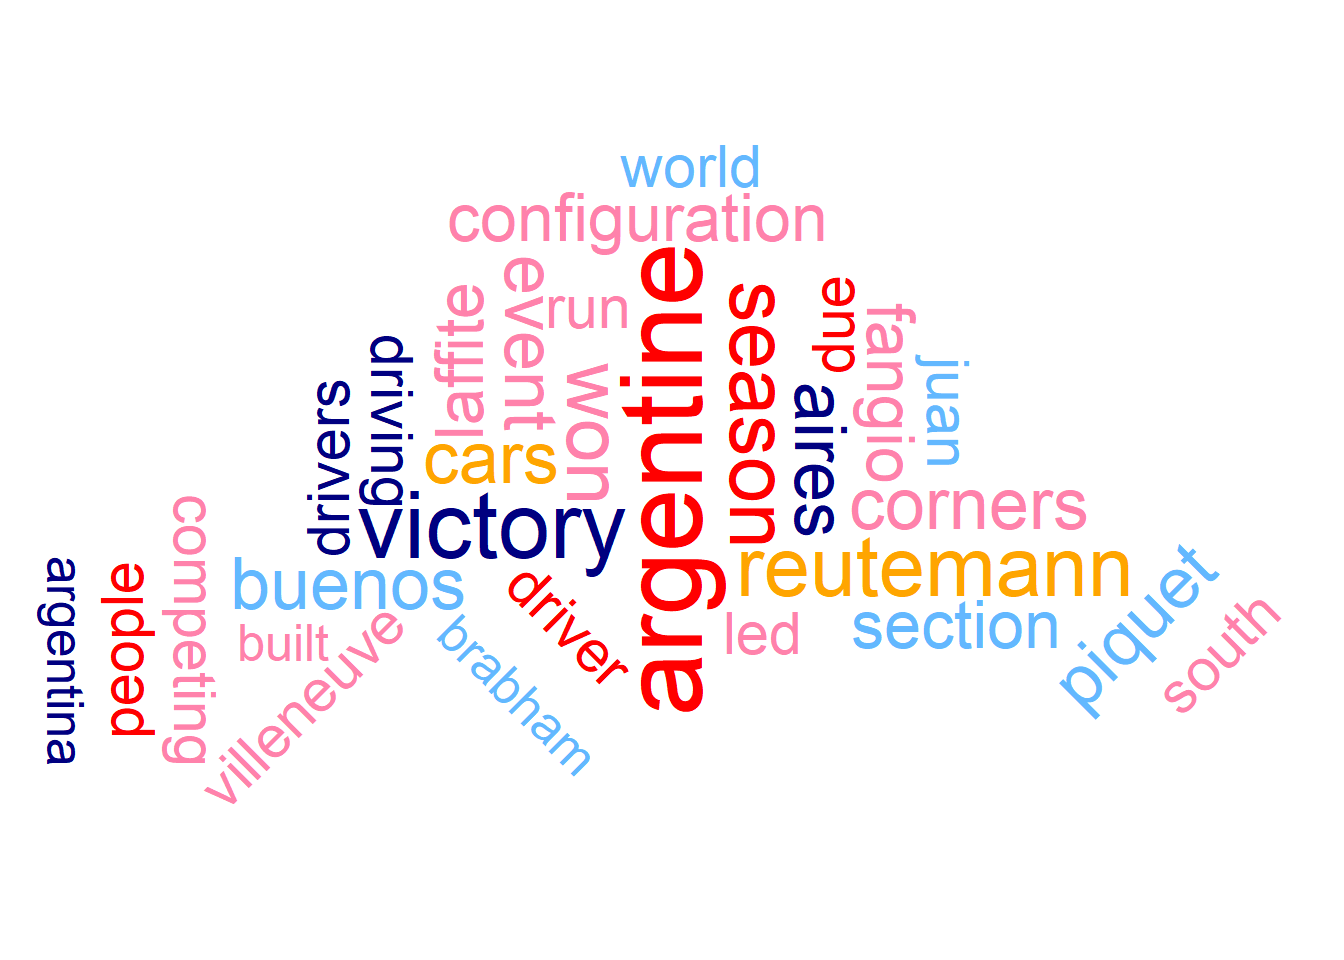 world
configuration
laffite
event
run
argentine
season
due
fangio
juan
driving
drivers
won
cars
aires
victory
corners
reutemann
competing
argentina
people
buenos
built
villeneuve
brabham
driver
led
section
piquet
south